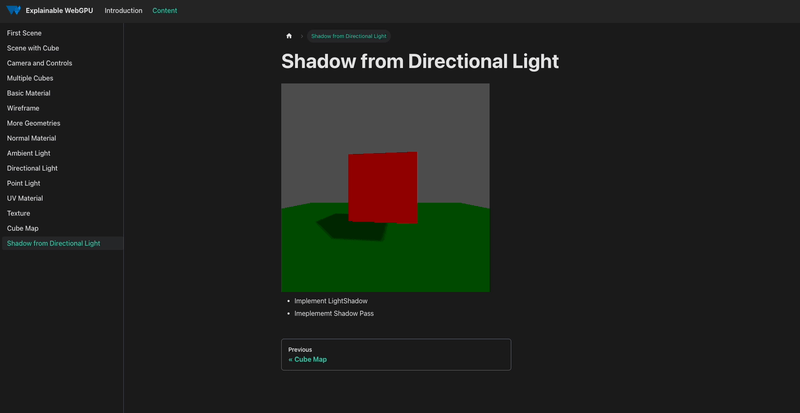 Explainable WebGPU
Introduction
Content
First Scene
Scene with Cube
Camera and Controls
Multiple Cubes
Basic Material
Wireframe
More Geometries
Normal Material
Ambient Light
Directional Light
Point Light
UV Material
Texture
Cube Map
Shadow from Directional Light
Shadow from Directional Light
Shadow from Directional Light
Implement LightShadow
Imeplememt Shadow Pass
Previous
« Cube Map